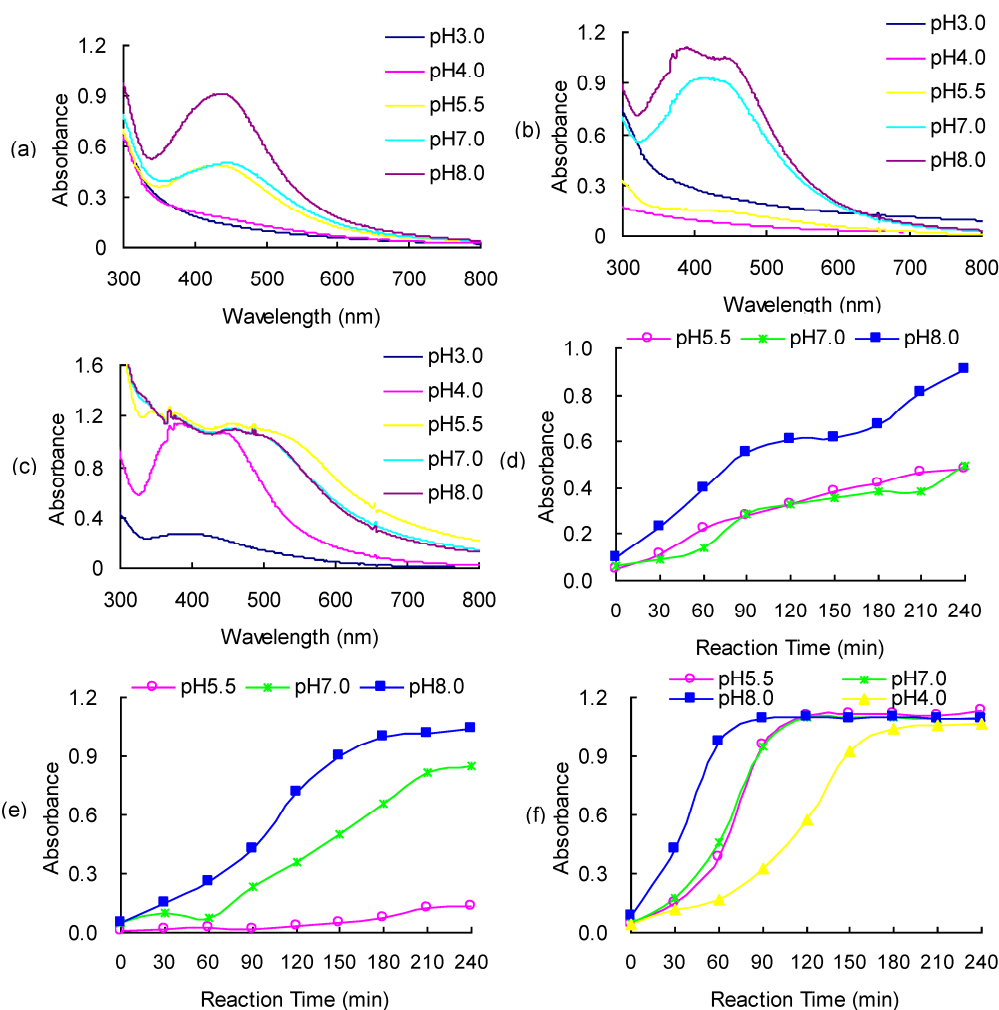 (a)
Absorbance
1.2
0.9
0.6
0.3
0
300 400 500 600 700 800
Wavelength (nm)
pH3.0
pH4.0
pH5.5
pH7.0
pH8.0
(b)
Absorbance
1.2
0.9
0.6
0.3
0
300 400 500 600 700 800
Wavelength (nm)
pH3.0
pH4.0
pH5.5
pH7.0
pH8.0
(c)
Absorbance
1.6
1.2
0.8
0.4
0
300 400 500 600 700 800
Wavelength (nm)
pH3.0
pH4.0
pH5.5
pH7.0
pH8.0
(d)
pH5.5 pH7.0 pH8.0
Absorbance
1.0
0.8
0.6
0.4
0.2
0.0
0 30 60 90 120 150 180 210 240
Reaction Time (min)
(e)
pH5.5 pH7.0 pH8.0
Absorbance
1.2
0.9
0.6
0.3
0.0
0 30 60 90 120 150 180 210 240
Reaction Time (min)
(f)
pH5.5 pH7.0
pH8.0 pH4.0
Absorbance
1.2
0.9
0.6
0.3
0.0
0 30 60 90 120 150 180 210 240
Reaction Time (min)